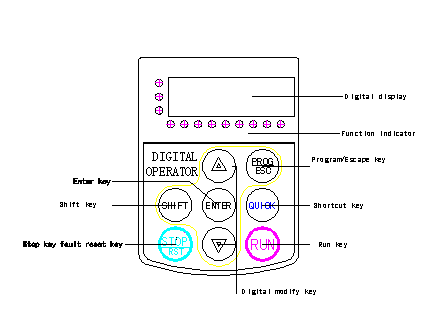 Digital display
Function indicator
DIGITAL
OPERATOR
PROG
ESC
Program/Escape key
Enter key
Shift key
SHIFT
ENTER
QUICK
Shortcut key
Stop key fault reset key
STOP
RST
RUN
Run key
Digital modify key